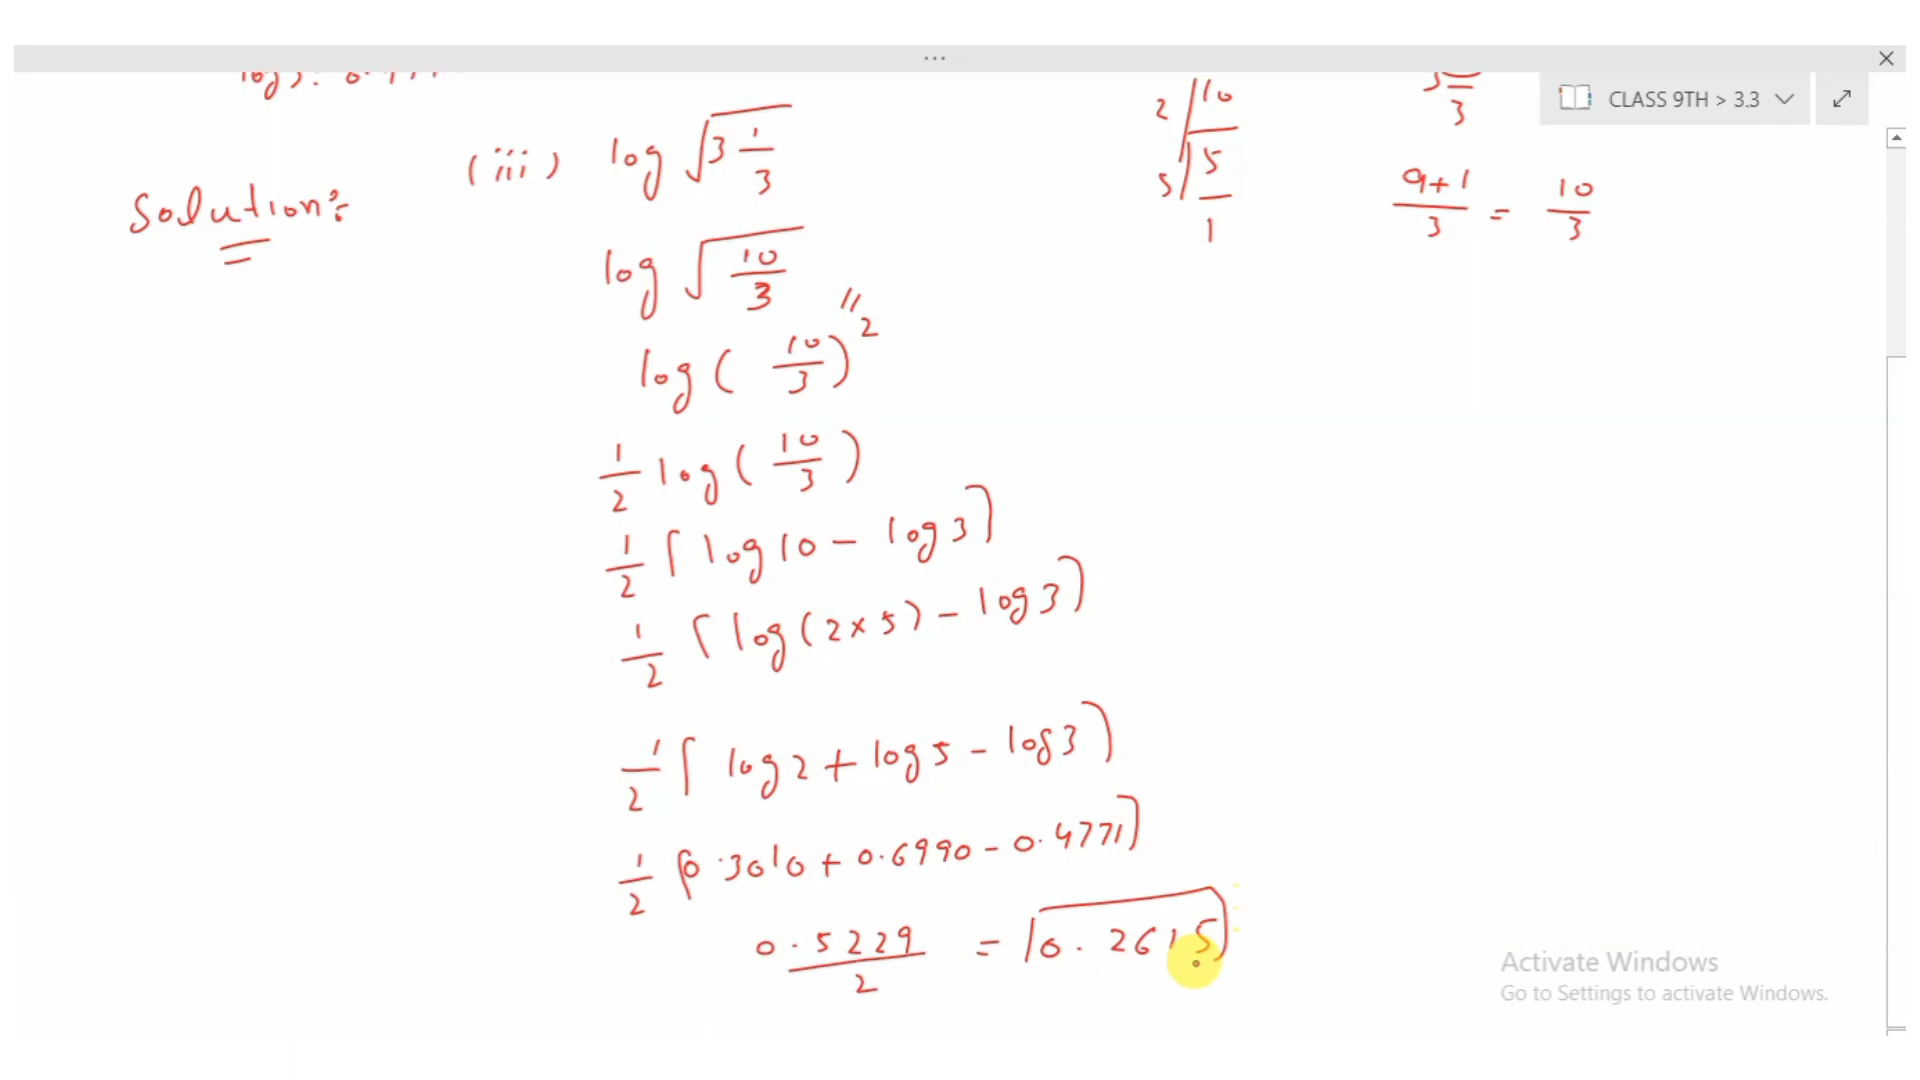 ...
CLASS 9TH > 3.3
(iii) log √3 1/3
Solution:
log √10/3
log ( 10/3 )^1/2
1/2 log ( 10/3 )
1/2 [ log 10 - log 3 ]
1/2 [ log (2 × 5) - log 3 ]
1/2 [ log 2 + log 5 - log 3 ]
1/2 [0.3010 + 0.6990 - 0.4771]
0.5229/2 = 0.2615
2 10
5 5
1
3
9+1/3 = 10/3
Activate Windows
Go to Settings to activate Windows.